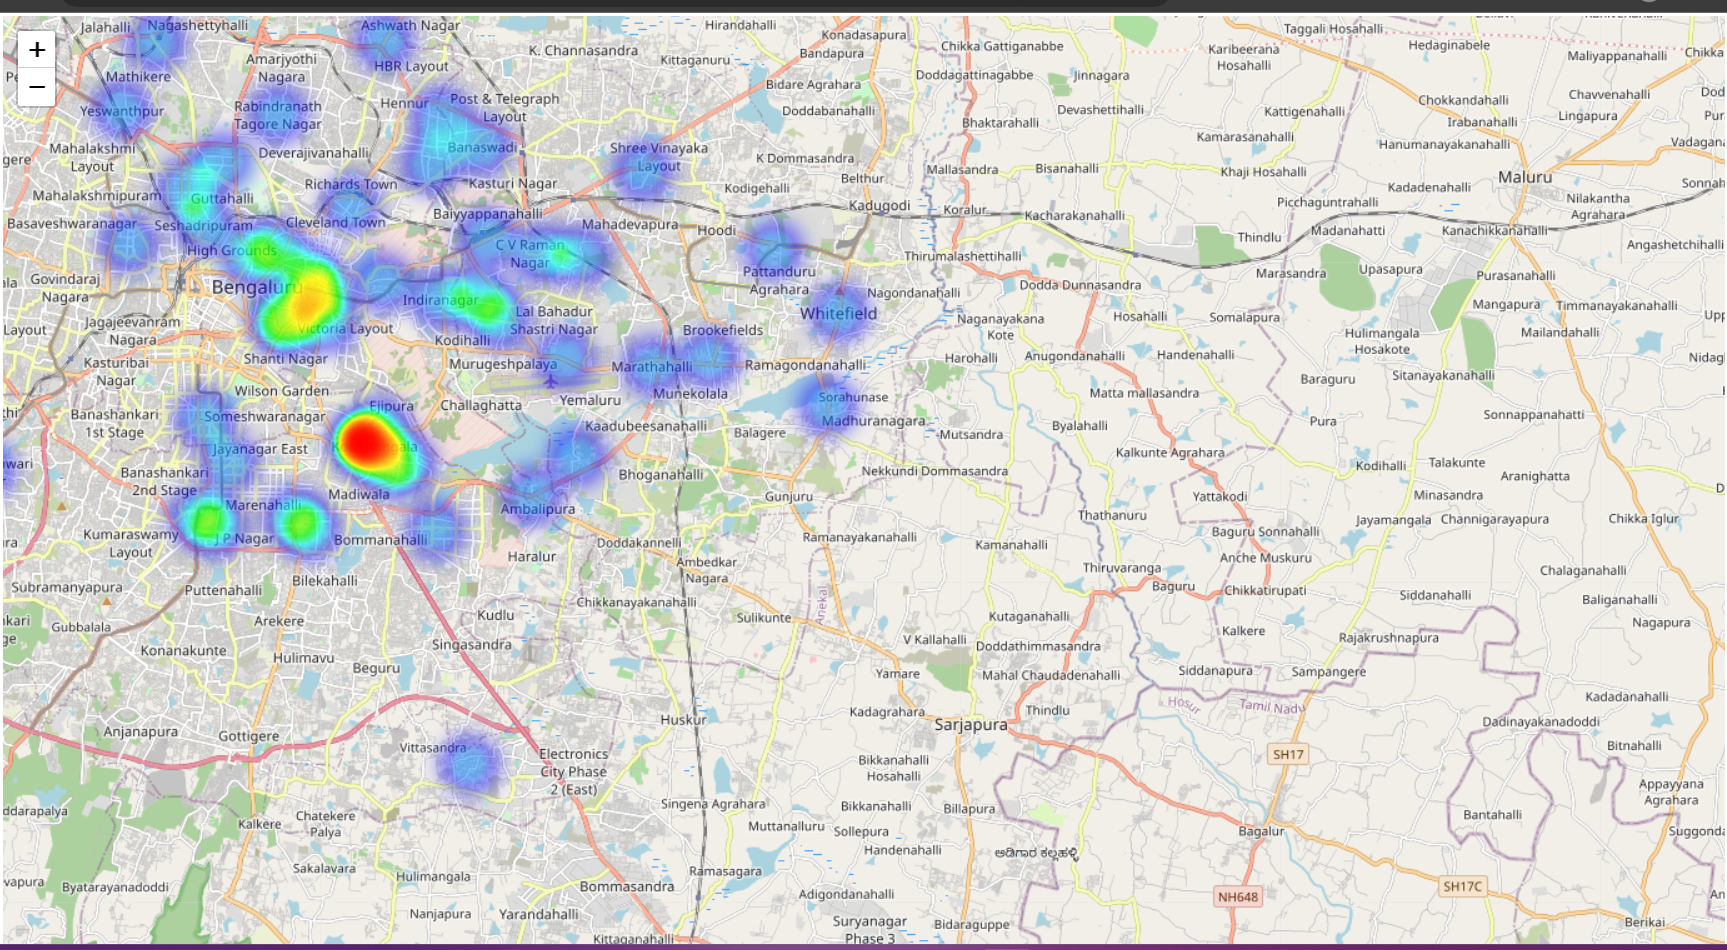 Jalahalli
Nagashettyhalli
Ashwath Nagar
Hirandahalli
Konadasapura
Taggali Hosahalli
+
−
Mathikere
Amarjyothi
Nagara
HBR Layout
K. Channasandra
Kittaganuru
Bandapura
Chikka Gattiganabbe
Karibeerana
Hosahalli
Hedaginabele
Maliyappanahalli
Yeswanthpur
Rabindranath
Tagore Nagar
Hennur
Post & Telegraph
Layout
Bidare Agrahara
Doddabanahalli
Doddagattinagabbe
Jinnagara
Devashettihalli
Bhaktarahalli
Kattigenahalli
Chokkandahalli
Chavvenahalli
Lingapura
Irabanahalli
Mahalakshmi
Layout
Deverajivanahalli
Banaswadi
Shree Vinayaka
Layout
K Dommasandra
Belthur
Mallasandra
Bisanahalli
Kamarasanahalli
Hanumanayakanahalli
Khaji Hosahalli
Mahalakshmipuram
Guttahalli
Richards Town
Kasturi Nagar
Kodigehalli
Kadugodi
Koralur
Kacharakanahalli
Picchaguntrahalli
Kadadenahalli
Maluru
Nilakantha
Agrahara
Basaveshwaranagar
Seshadripuram
Cleveland Town
Baiyyappanahalli
Mahadevapura
Hoodi
Thindlu
Madanahatti
Kanachikkanahalli
Angashetchihalli
High Grounds
C V Raman
Nagar
Pattanduru
Agrahara
Thirumalashettihalli
Marasandra
Upasapura
Purasanahalli
Govindaraj
Nagara
Bengaluru
Indiranagar
Lal Bahadur
Shastri Nagar
Nagondanahalli
Dodda Dunnasandra
Mangapura
Timmanayakanahalli
Jagajeevanram
Nagara
Victoria Layout
Kodihalli
Brookefields
Whitefield
Naganayakana
Kote
Hosahalli
Somalapura
Hulimangala
Hosakote
Mailandahalli
Layout
Kasturibai
Nagar
Shanti Nagar
Murugeshpalaya
Marathahalli
Ramagondanahalli
Harohalli
Anugondanahalli
Handenahalli
Baraguru
Sitanayakanahalli
Wilson Garden
Munekolala
Yemaluru
Challaghatta
Ejipura
Sorahunase
Madhuranagara
Matta mallasandra
Banashankari
1st Stage
Someshwaranagar
Kaadubeesanahalli
Balagere
Mutsandra
Byalahalli
Pura
Sonnappanahatti
Jayanagar East
Kalkunte Agrahara
Kodihalli
Talakunte
Aranighatta
Banashankari
2nd Stage
Bhoganahalli
Nekkundi Dommasandra
Madiwala
Marenahalli
Ambalipura
Gunjuru
Yattakodi
Minasandra
Thathanuru
Jayamangala
Channigarayapura
Chikka Iglur
Kumaraswamy
Layout
J P Nagar
Bommanahalli
Haralur
Doddakannelli
Ramanayakanahalli
Kamanahalli
Baguru Sonnahalli
Anche Muskuru
Subramanyapura
Puttenahalli
Bilekahalli
Ambedkar
Nagara
Thiruvaranga
Baguru
Chikkatirupati
Chalaganahalli
Siddanahalli
Baliganahalli
Gubbalala
Arekere
Kudlu
Chikkanayakanahalli
Sulikunte
Anekal
Kutaganahalli
Kalkere
Rajakrushnapura
Nagapura
Konanakunte
Hulimavu
Singasandra
V Kallahalli
Doddathimmasandra
Beguru
Yamare
Mahal Chaudadenahalli
Siddanapura
Sampangere
Kadadanahalli
Anjanapura
Gottigere
Huskur
Kadagrahara
Sarjapura
Thindlu
Hosur
Tamil Nadu
Dadinayakanadoddi
Bitnahalli
Vittasandra
Electronics
City Phase
2 (East)
Bikkanahalli
Hosahalli
SH17
Appayyana
Agrahara
Kalkere
Chatekere
Palya
Singena Agrahara
Bikkanahalli
Billapura
Bantahalli
Muttanalluru
Sollepura
Bagalur
Handenahalli
ಅಡಿಗಾರ ಕಲ್ಲಹಳ್ಳಿ
Sakalavara
Hulimangala
Byatarayanadoddi
Bommasandra
Ramasagara
Adigondanahalli
NH648
SH17C
Nanjapura
Yarandahalli
Kittaganahalli
Suryanagar
Phase 3
Bidaraguppe
Berikai